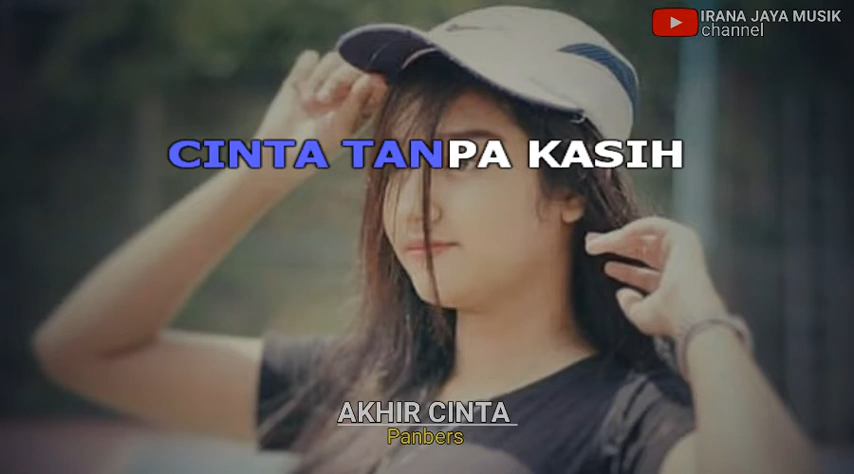 IRANA JAYA MUSIK
channel
CINTA TANPA KASIH
AKHIR CINTA
Panbers